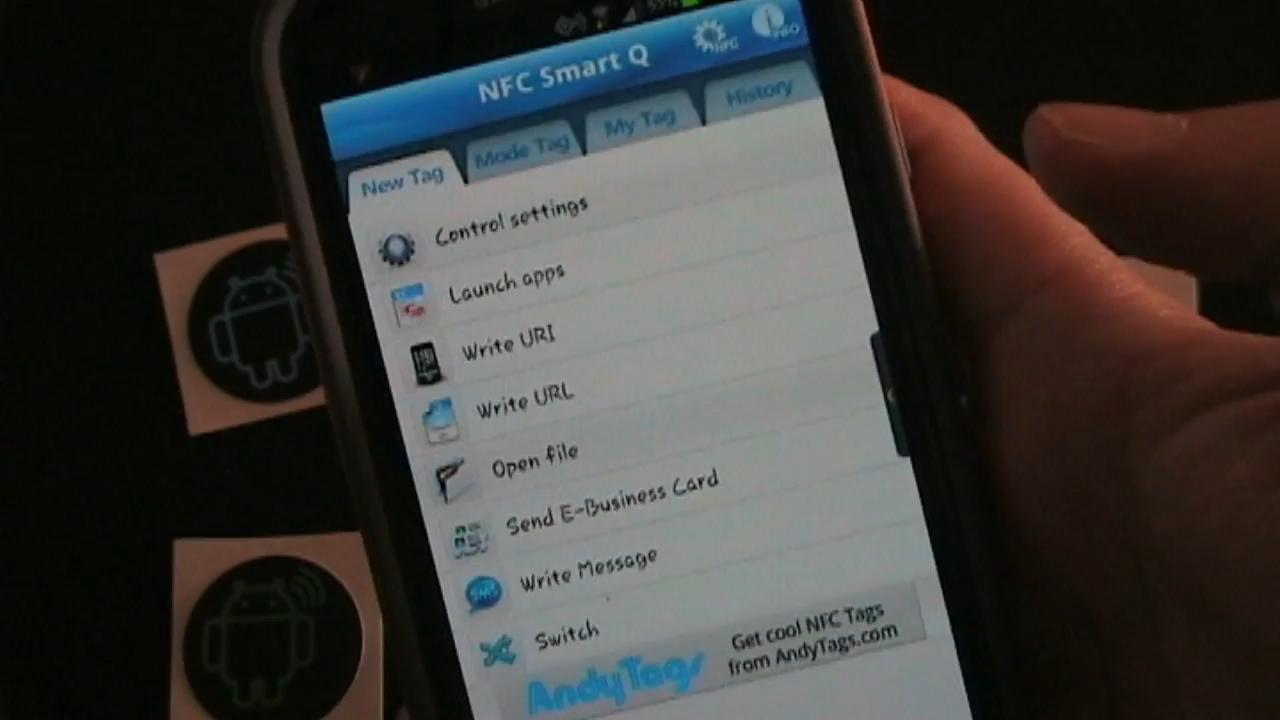 55%
NFC Smart Q
NFC
INFO
New Tag
Mode Tag
My Tag
History
Control settings
Launch apps
Write URI
Write URL
Open file
Send E-Business Card
SMS
Write Message
Switch
AndyTags
Get cool NFC Tags
from AndyTags.com